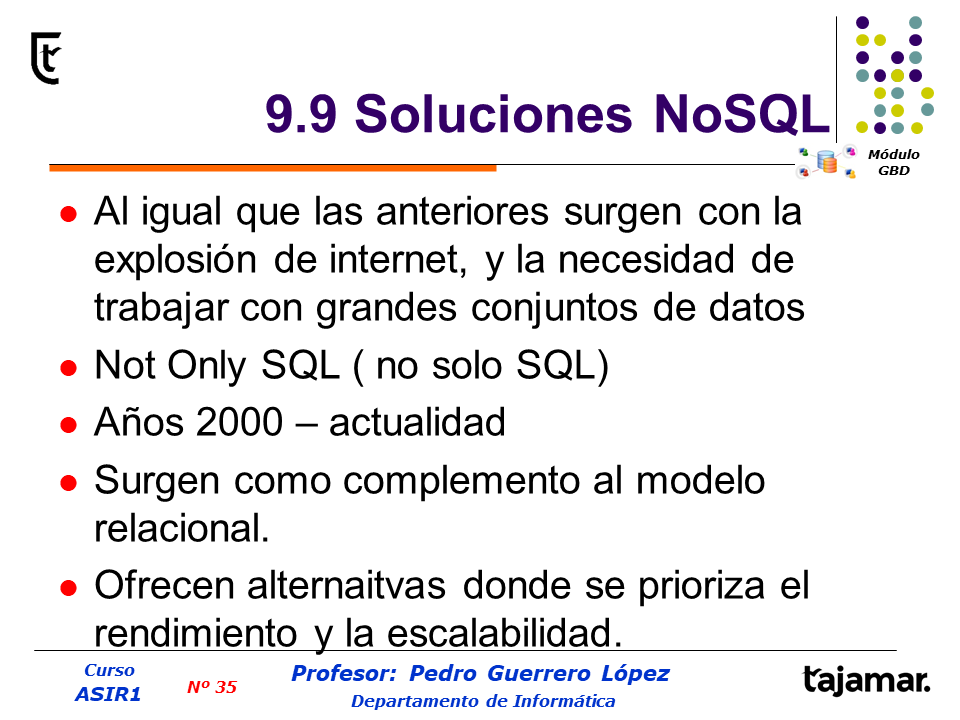 9.9 Soluciones NoSQL
Módulo
GBD
Al igual que las anteriores surgen con la
explosión de internet, y la necesidad de
trabajar con grandes conjuntos de datos
Not Only SQL ( no solo SQL)
Años 2000 – actualidad
Surgen como complemento al modelo
relacional.
Ofrecen alternaitvas donde se prioriza el
rendimiento y la escalabilidad.
Curso
ASIR1
Nº 35
Profesor: Pedro Guerrero López
Departamento de Informática
tajamar.